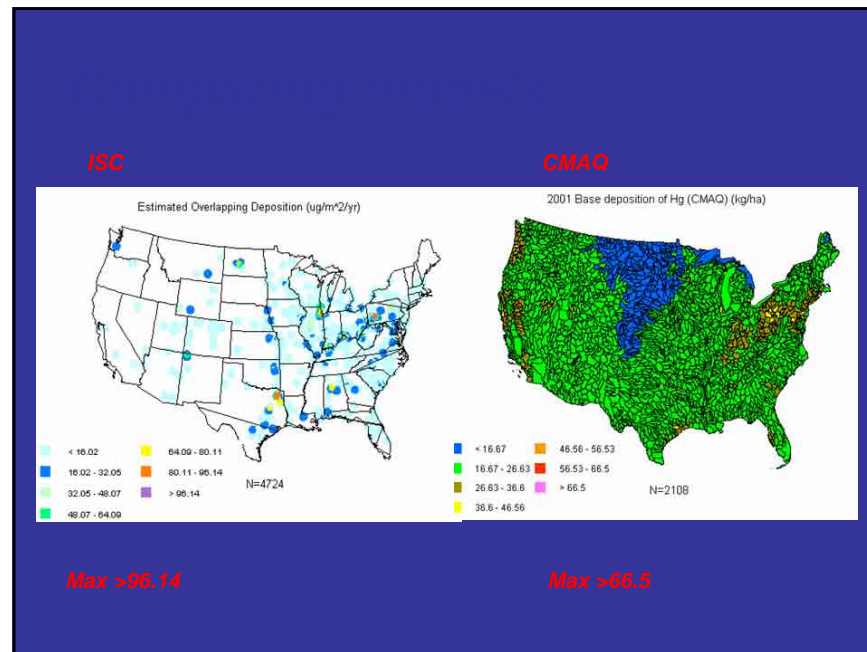 Comparing models
ISC
CMAQ
Estimated Overlapping Deposition (ug/m^2/yr)
< 16.02
16.02 - 32.05
32.05 - 48.07
48.07 - 64.09
64.09 - 80.11
80.11 - 96.14
> 96.14
N=4724
2001 Base deposition of Hg (CMAQ) (kg/ha)
< 16.67
16.67 - 26.63
26.63 - 36.6
36.6 - 46.56
46.56 - 56.53
56.53 - 66.5
> 66.5
N=2108
Max >96.14
Max >66.5